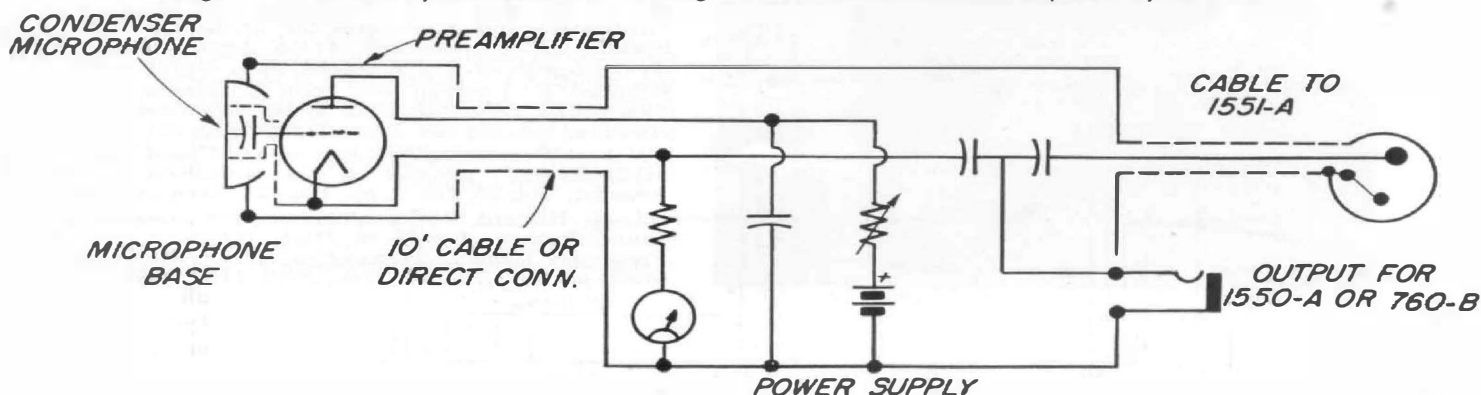 CONDENSER
MICROPHONE
PREAMPLIFIER
CABLE TO
1551-A
MICROPHONE
BASE
10' CABLE OR
DIRECT CONN.
+
OUTPUT FOR
1550-A OR 760-B
POWER SUPPLY